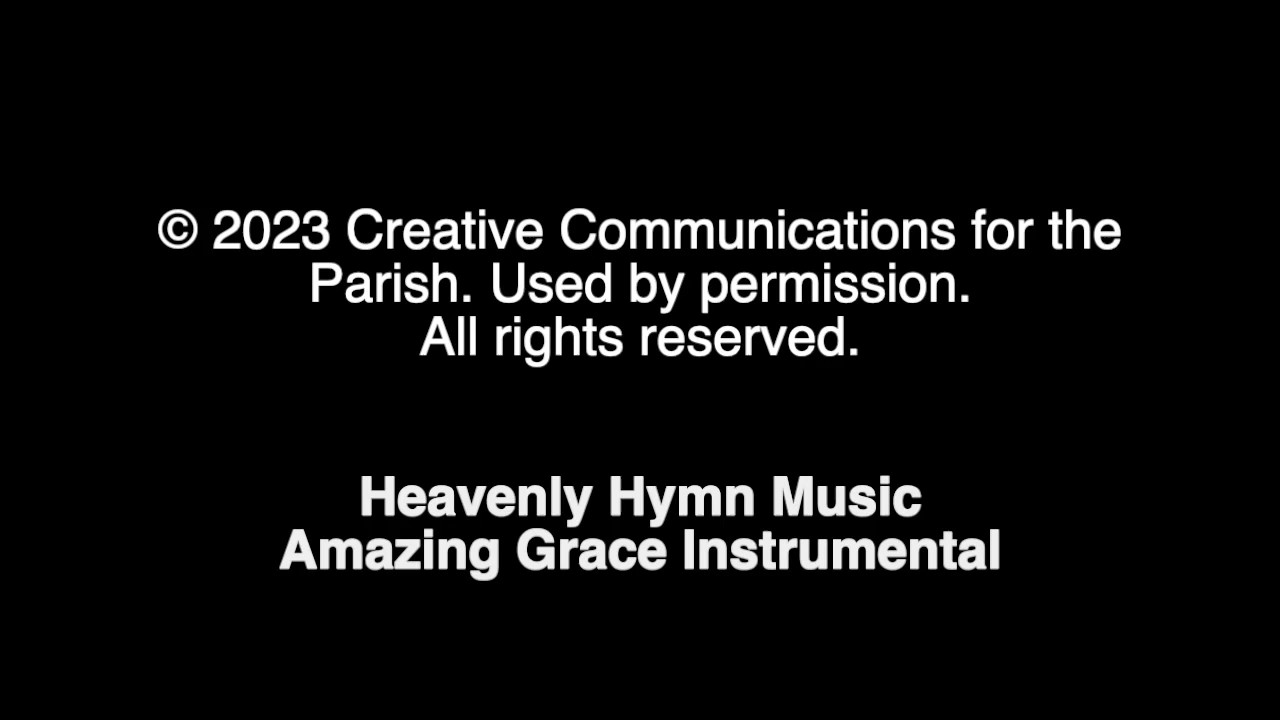 © 2023 Creative Communications for the
Parish. Used by permission.
All rights reserved.
Heavenly Hymn Music
Amazing Grace Instrumental